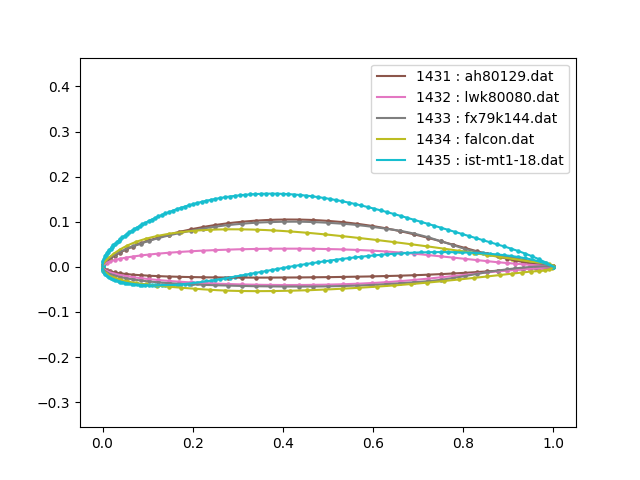 0.4
0.3
0.2
0.1
0.0
−0.1
−0.2
−0.3
0.0 0.2 0.4 0.6 0.8 1.0
1431 : ah80129.dat
1432 : lwk80080.dat
1433 : fx79k144.dat
1434 : falcon.dat
1435 : ist-mt1-18.dat